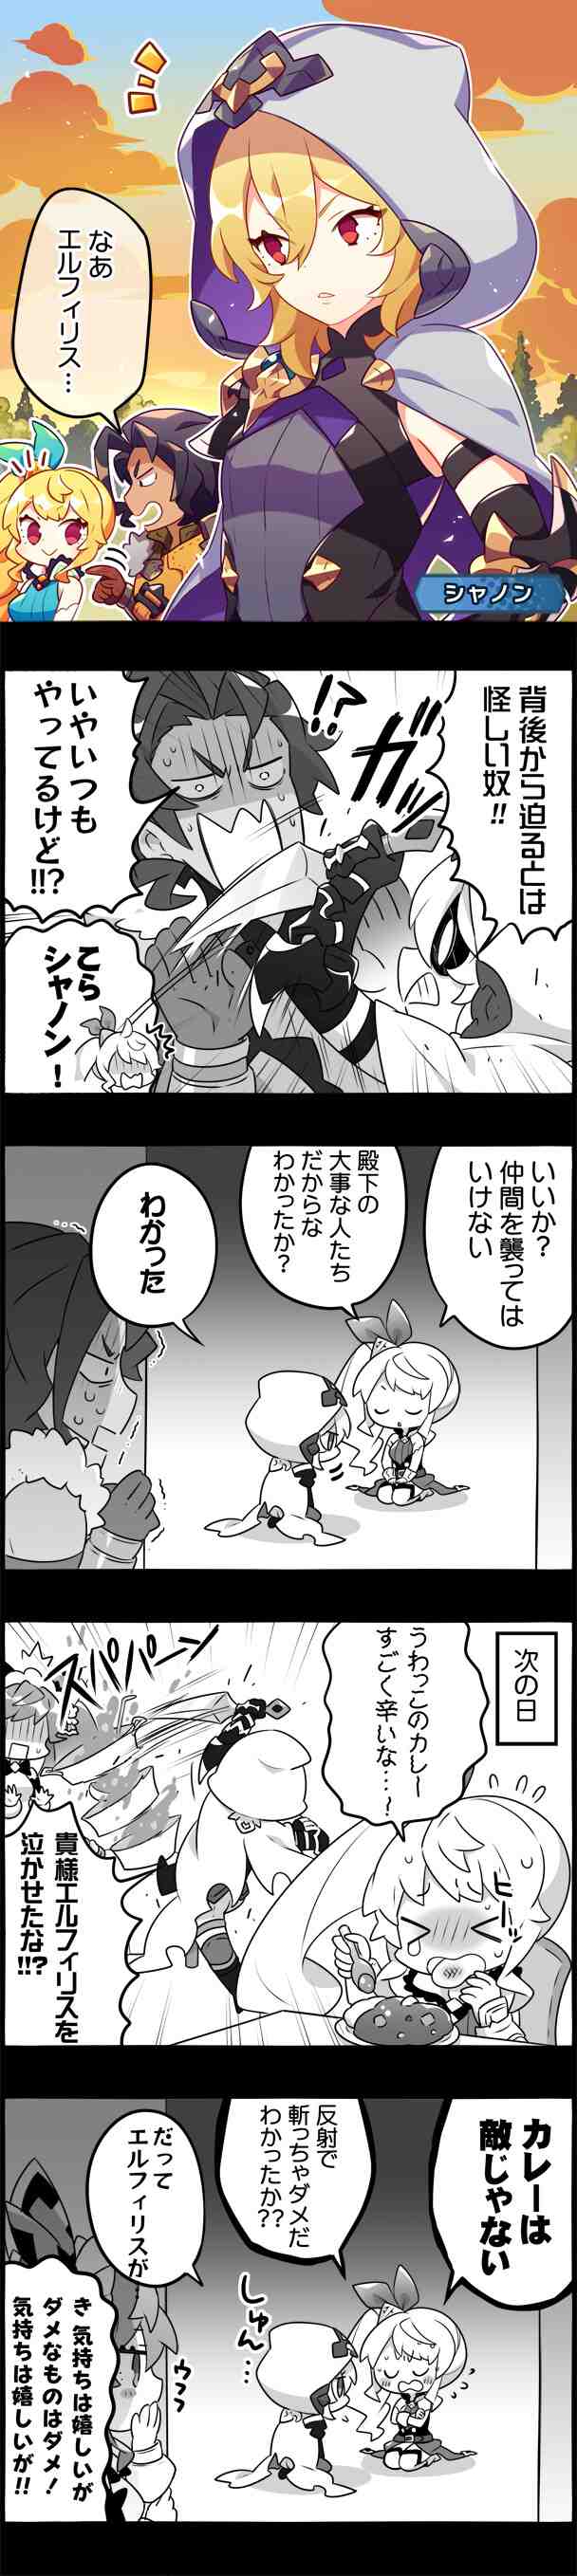 なあ
エルフィリス…
シャノン
背後から迫るとは
怪しい奴!!
ガッ
!?
いやいつも
やってるけど!!?
こら
シャノン!
いいか?
仲間を襲っては
いけない
殿下の
大事な人たち
だからな
わかったか?
わかった
次の日
うわっこのカレー
すごく辛いな…~
ヒーッ
スパパーン
貴様エルフィリスを
泣かせたな!!?
カレーは
敵じゃない
反射で
斬っちゃダメだ
わかったか??
だって
エルフィリスが
しゅん…
ウフフ
き 気持ちは嬉しいが
ダメなものはダメ!
気持ちは嬉しいが!!